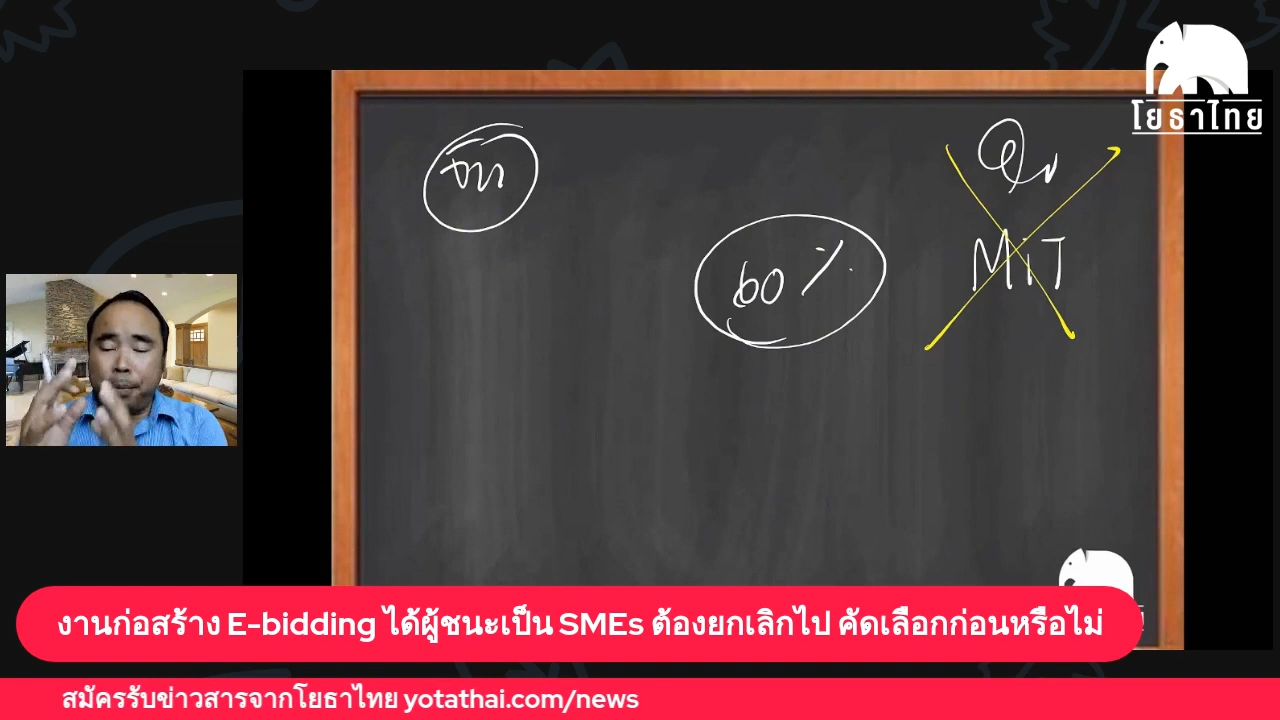 โยธาไทย
60 %
MiT
งานก่อสร้าง E-bidding ได้ผู้ชนะเป็น SMEs ต้องยกเลิกไป คัดเลือกก่อนหรือไม่
สมัครรับข่าวสารจากโยธาไทย yotathai.com/news